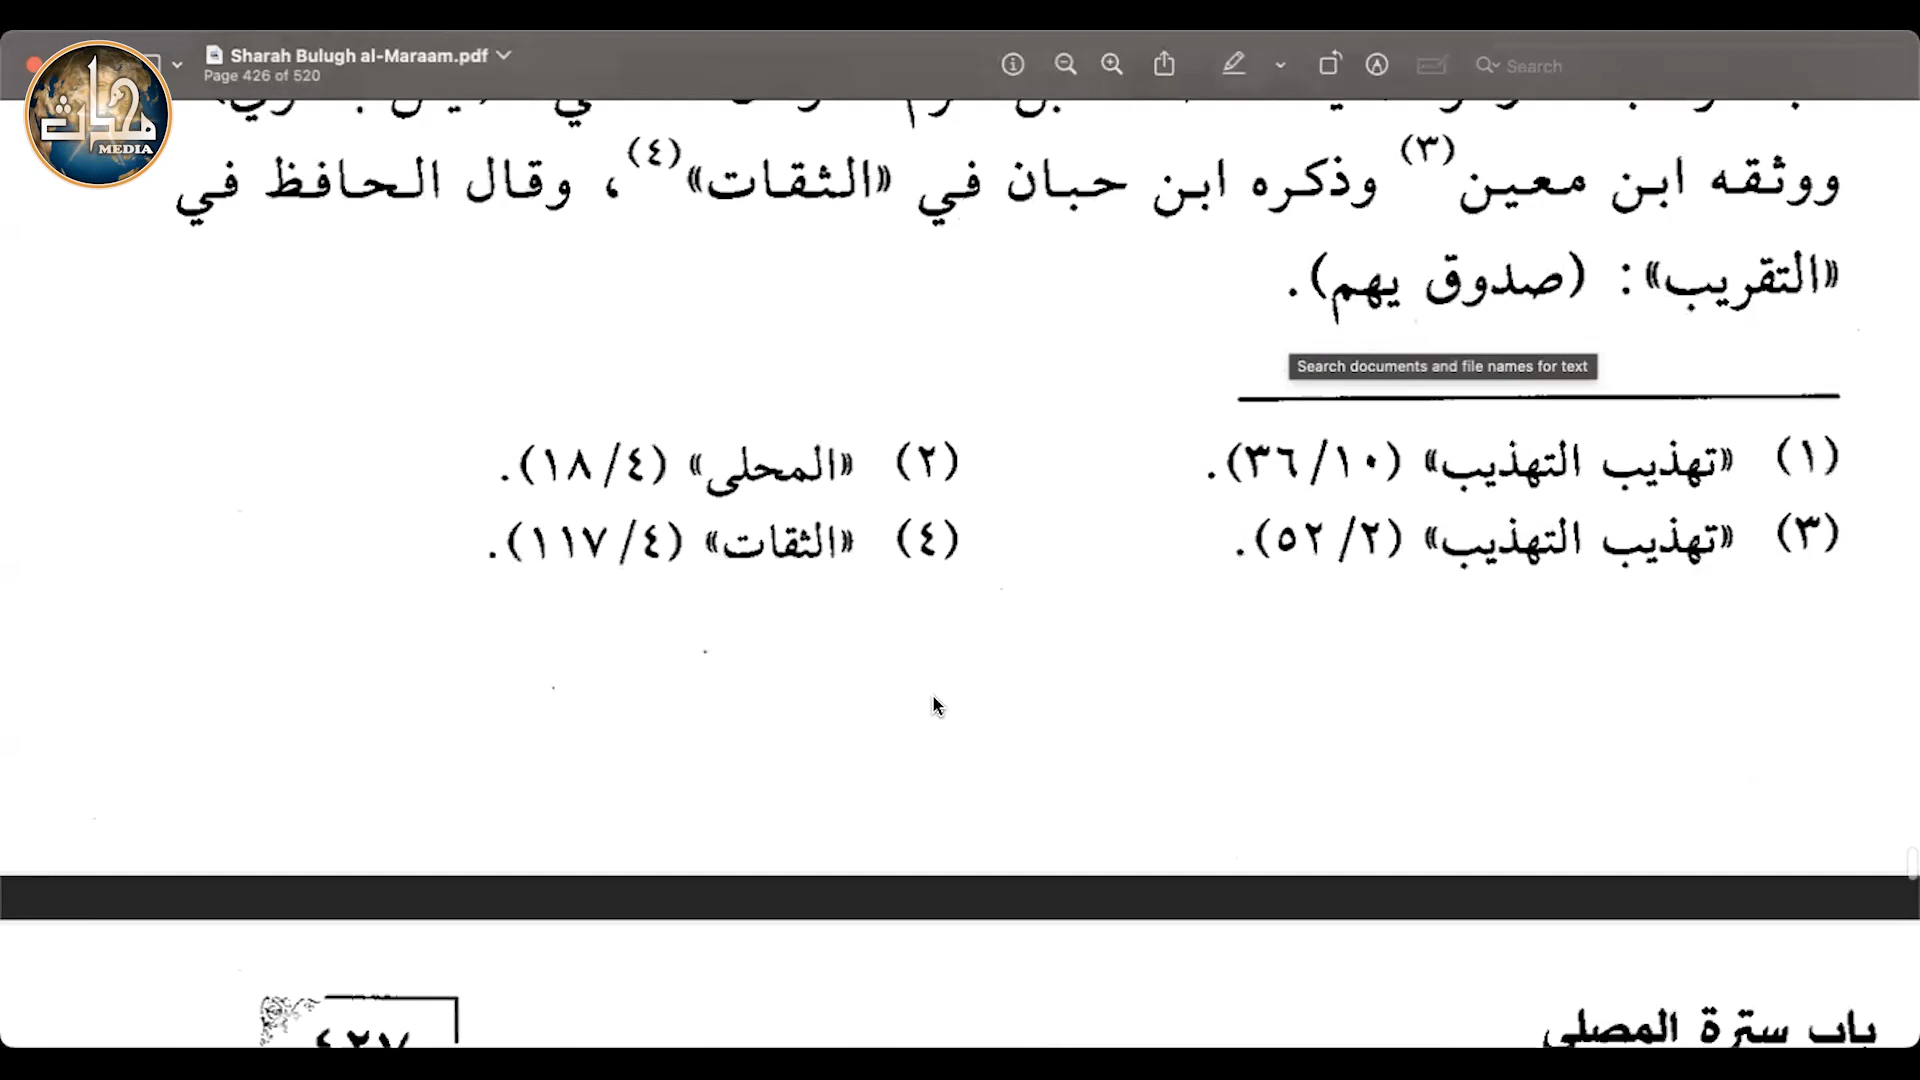 Sharah Bulugh al-Maraam.pdf
Page 426 of 520
Search
هدى
MEDIA
ووثقه ابن معين(٣) وذكره ابن حبان في «الثقات»(٤)، وقال الحافظ في
«التقريب»: (صدوق يهم).
Search documents and file names for text
(١) «تهذيب التهذيب» (٣٦/١٠).
(٢) «المحلى» (١٨/٤).
(٣) «تهذيب التهذيب» (٥٢/٢).
(٤) «الثقات» (١١٧/٤).
باب سترة المصلي
٤٢٧